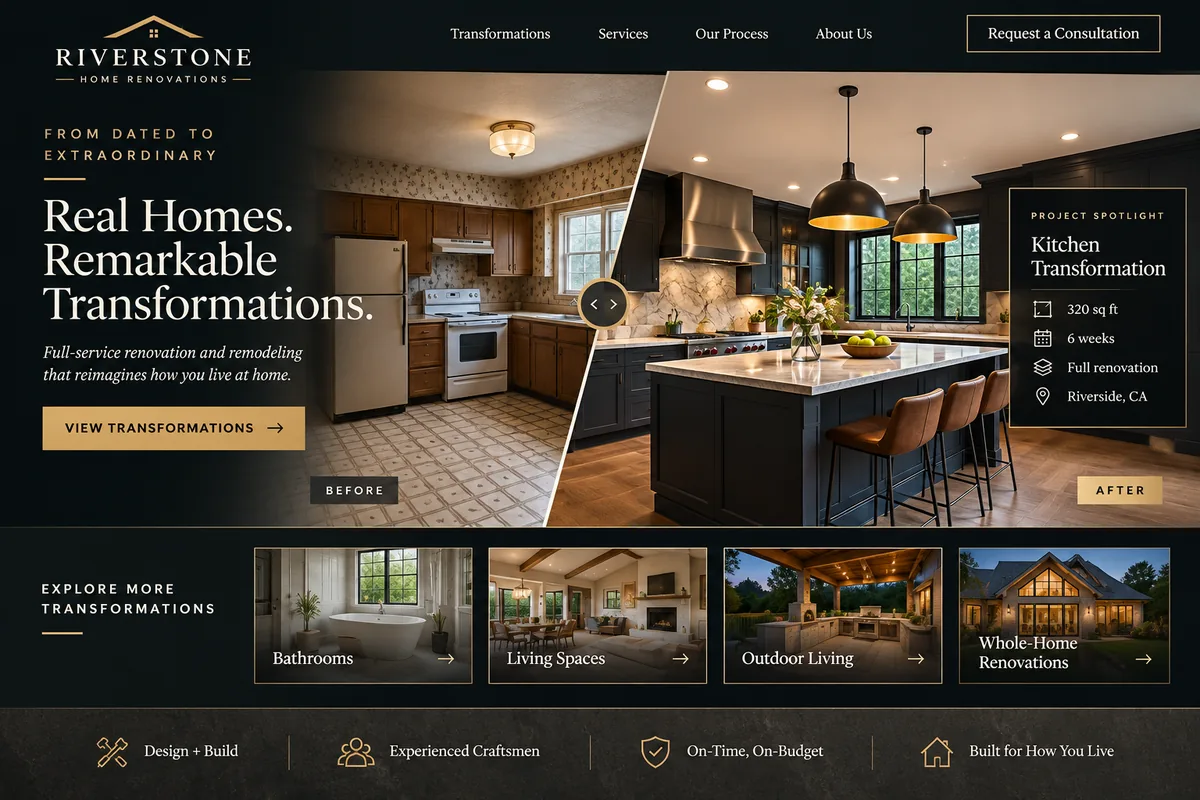 RIVERSTONE
HOME RENOVATIONS
Transformations
Services
Our Process
About Us
Request a Consultation
FROM DATED TO
EXTRAORDINARY
Real Homes.
Remarkable
Transformations.
Full-service renovation and remodeling
that reimagines how you live at home.
VIEW TRANSFORMATIONS
BEFORE
PROJECT SPOTLIGHT
Kitchen
Transformation
320 sq ft
6 weeks
Full renovation
Riverside, CA
AFTER
EXPLORE MORE
TRANSFORMATIONS
Bathrooms
Living Spaces
Outdoor Living
Whole-Home
Renovations
Design + Build
Experienced Craftsmen
On-Time, On-Budget
Built for How You Live